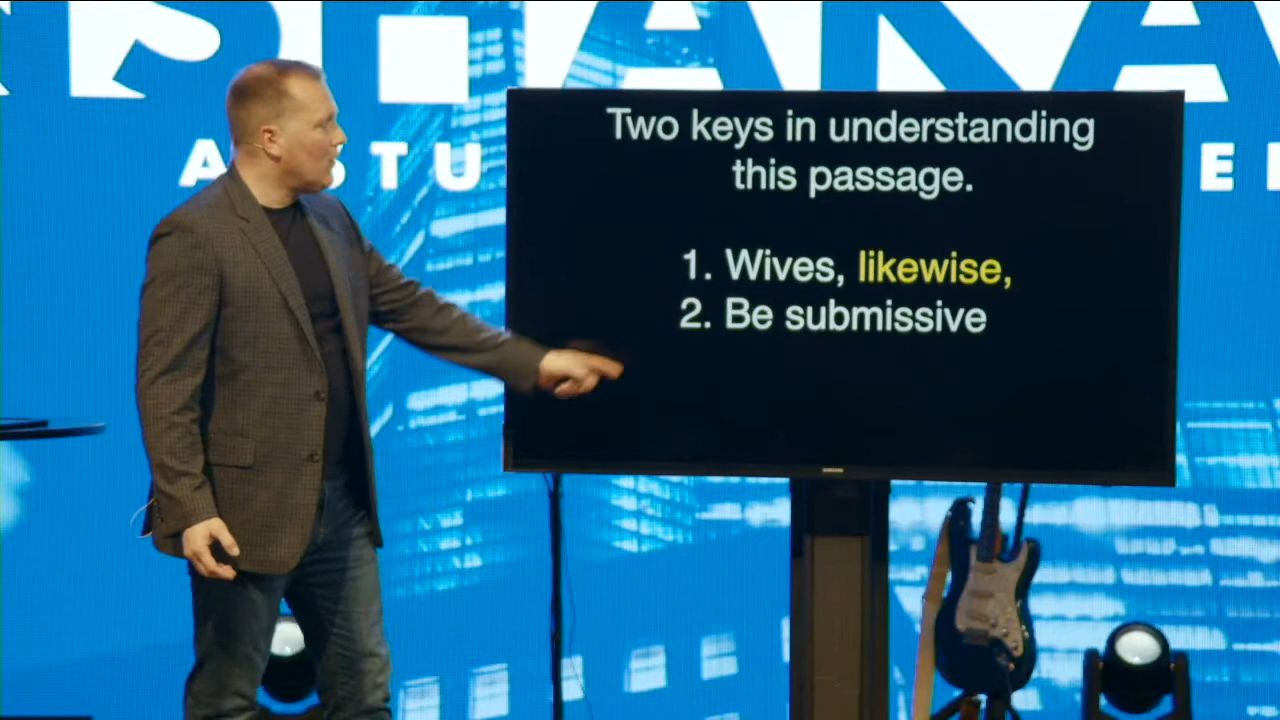 Two keys in understanding
this passage.
1. Wives, likewise,
2. Be submissive